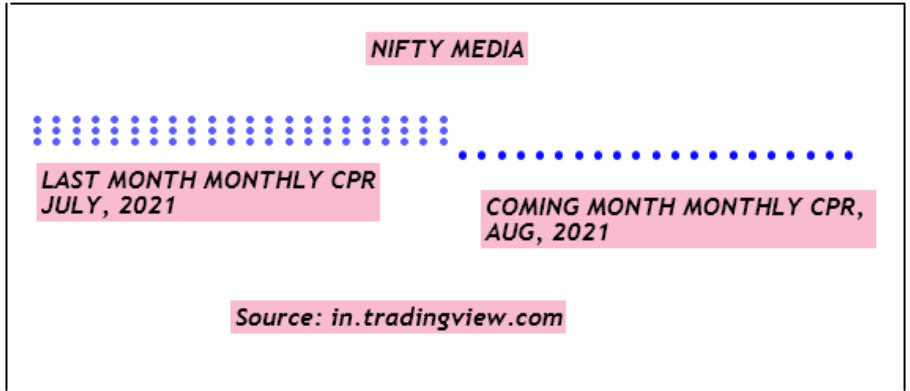 NIFTY MEDIA
LAST MONTH MONTHLY CPR
JULY, 2021
COMING MONTH MONTHLY CPR,
AUG, 2021
Source: in.tradingview.com